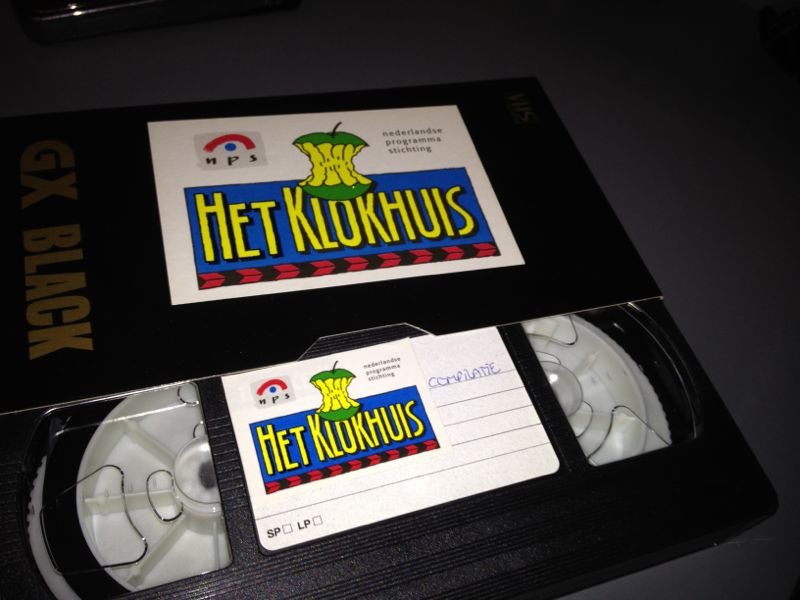 VHS
GX BLACK
nps
nederlandse
programma
stichting
HET KLOKHUIS
nps
nederlandse
programma
stichting
HET KLOKHUIS
COMPILATIE
SP LP